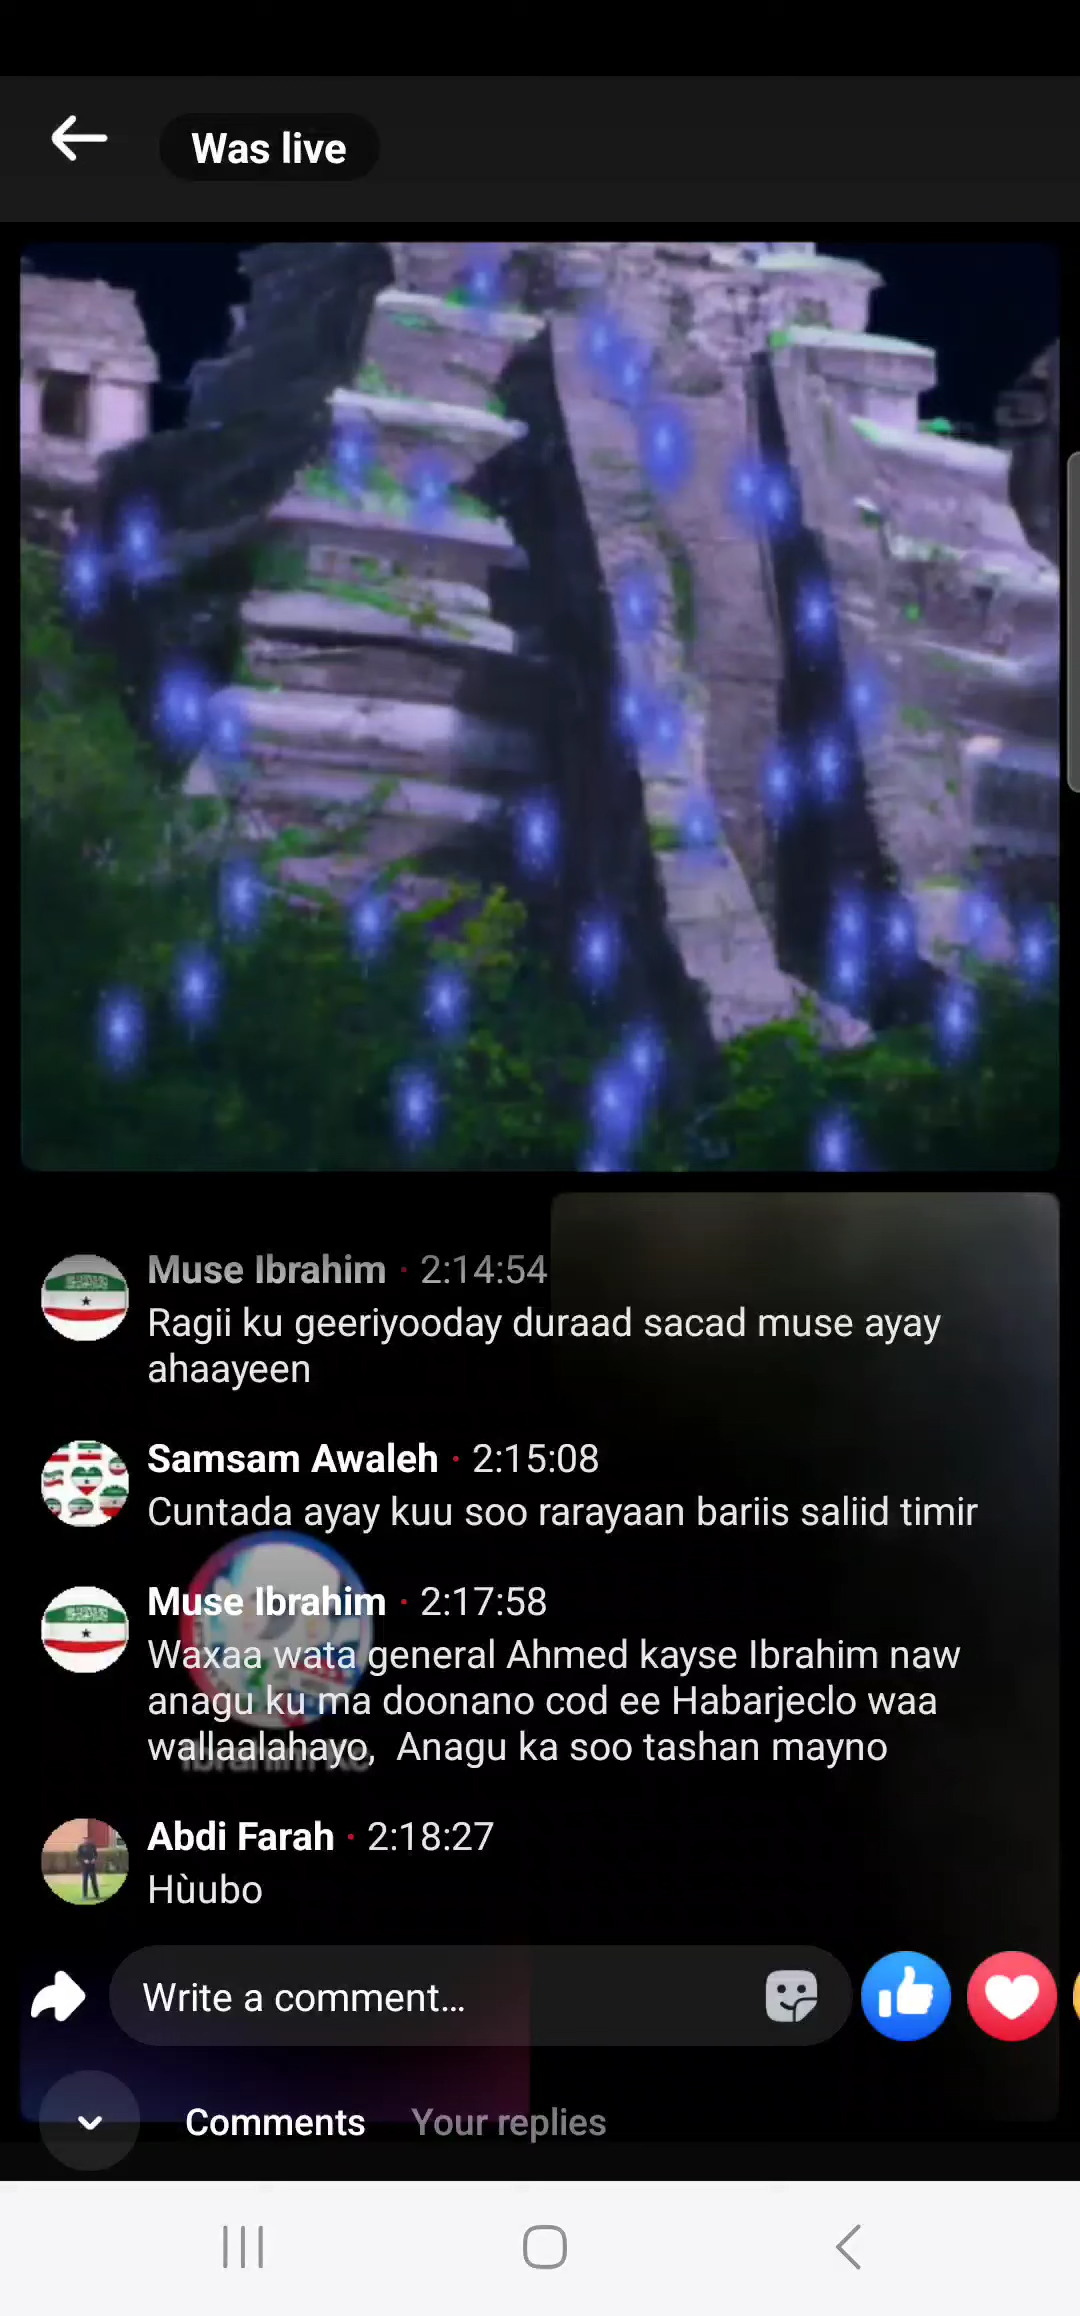 Was live
Muse Ibrahim · 2:14:54
Ragii ku geeriyooday duraad sacad muse ayay
ahaayeen
Samsam Awaleh · 2:15:08
Cuntada ayay kuu soo rarayaan bariis saliid timir
Muse Ibrahim · 2:17:58
Waxaa wata general Ahmed kayse Ibrahim naw
anagu ku ma doonano cod ee Habarjeclo waa
wallaalahayo, Anagu ka soo tashan mayno
Abdi Farah · 2:18:27
Hùubo
Write a comment...
Comments Your replies